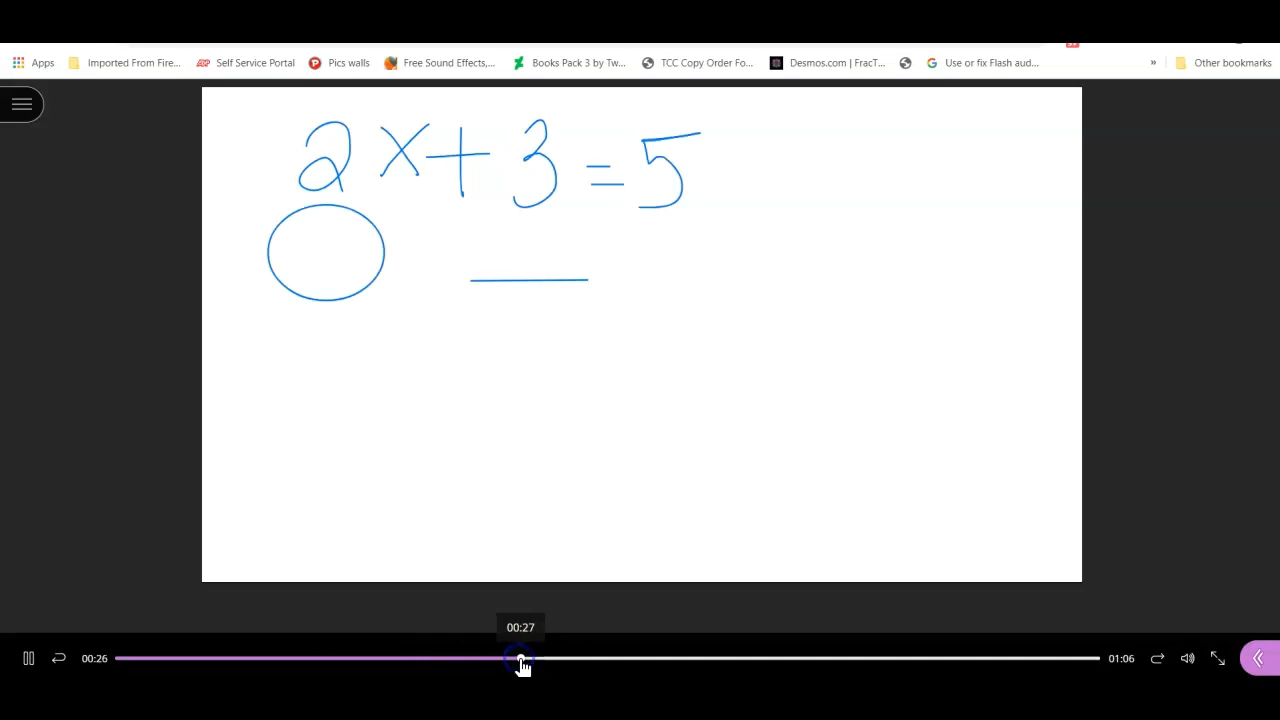 Apps Imported From Fire... Self Service Portal Pics walls Free Sound Effects,... Books Pack 3 by Tw... TCC Copy Order Fo... Desmos.com | FracT... Use or fix Flash aud... » Other bookmarks
2x+3=5
00:27
00:26 01:06